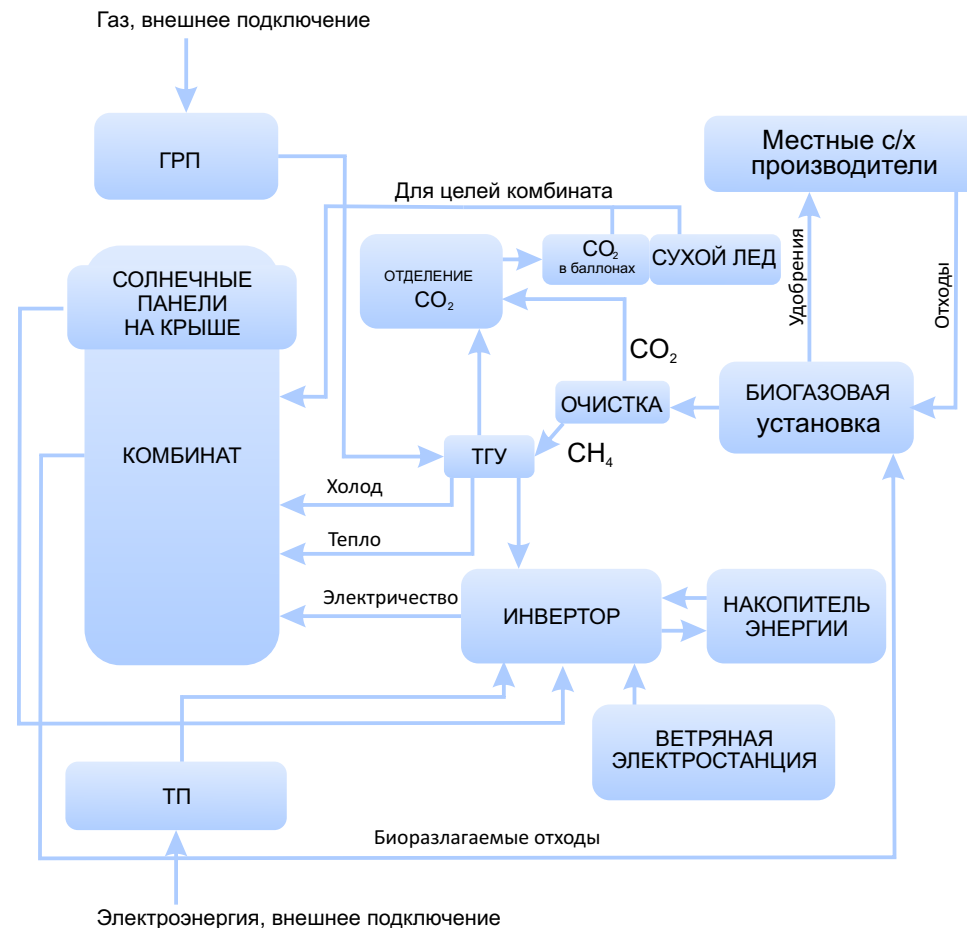 Газ, внешнее подключение
ГРП
Местные с/х
производители
Для целей комбината
CO2
в баллонах
СУХОЙ ЛЕД
ОТДЕЛЕНИЕ
CO2
СОЛНЕЧНЫЕ
ПАНЕЛИ
НА КРЫШЕ
Удобрения
Отходы
CO2
ОЧИСТКА
БИОГАЗОВАЯ
установка
КОМБИНАТ
ТГУ
CH4
Холод
Тепло
Электричество
ИНВЕРТОР
НАКОПИТЕЛЬ
ЭНЕРГИИ
ВЕТРЯНАЯ
ЭЛЕКТРОСТАНЦИЯ
ТП
Биоразлагаемые отходы
Электроэнергия, внешнее подключение